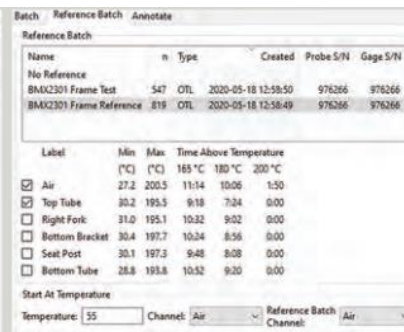 Batch Reference Batch Annotate
Reference Batch
Name n Type Created Probe S/N Gage S/N
No Reference
BMX2301 Frame Test 547 OTL 2020-05-18 12:58:50 976266 976266
BMX2301 Frame Reference 819 OTL 2020-05-18 12:58:49 976266 976266
Label Min Max Time Above Temperature
(°C) (°C) 165 °C 180 °C 200 °C
Air 27.2 200.5 11:14 10:06 1:50
Top Tube 30.2 195.5 9:18 7:24 0:00
Right Fork 31.0 195.1 10:32 9:02 0:00
Bottom Bracket 30.4 197.7 10:24 8:56 0:00
Seat Post 30.1 197.3 9:48 8:08 0:00
Bottom Tube 28.8 193.8 10:52 9:20 0:00
Start At Temperature
Temperature: 55 Channel: Air Reference Batch Channel: Air